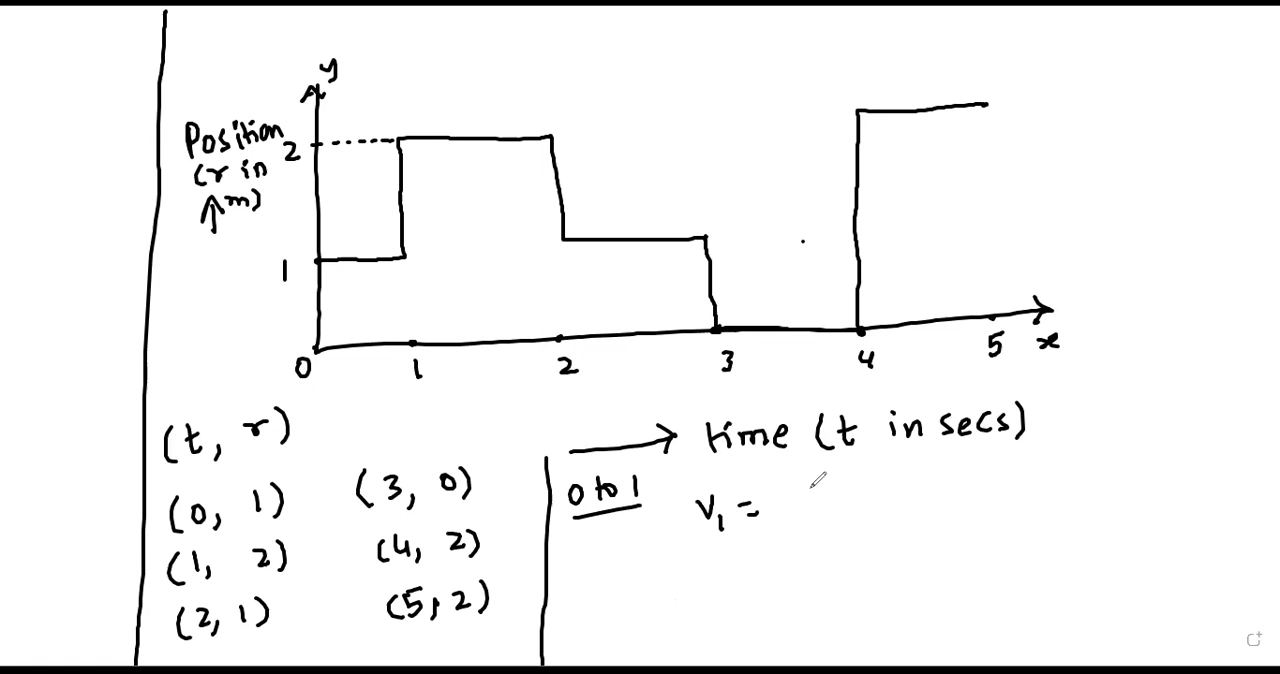 y
Position
(r in
m)
2
1
0 1 2 3 4 5 x
(t, r)
time (t in secs)
(0, 1) (3, 0)
(1, 2) (4, 2)
(2, 1) (5, 2)
0 to 1 v₁ =